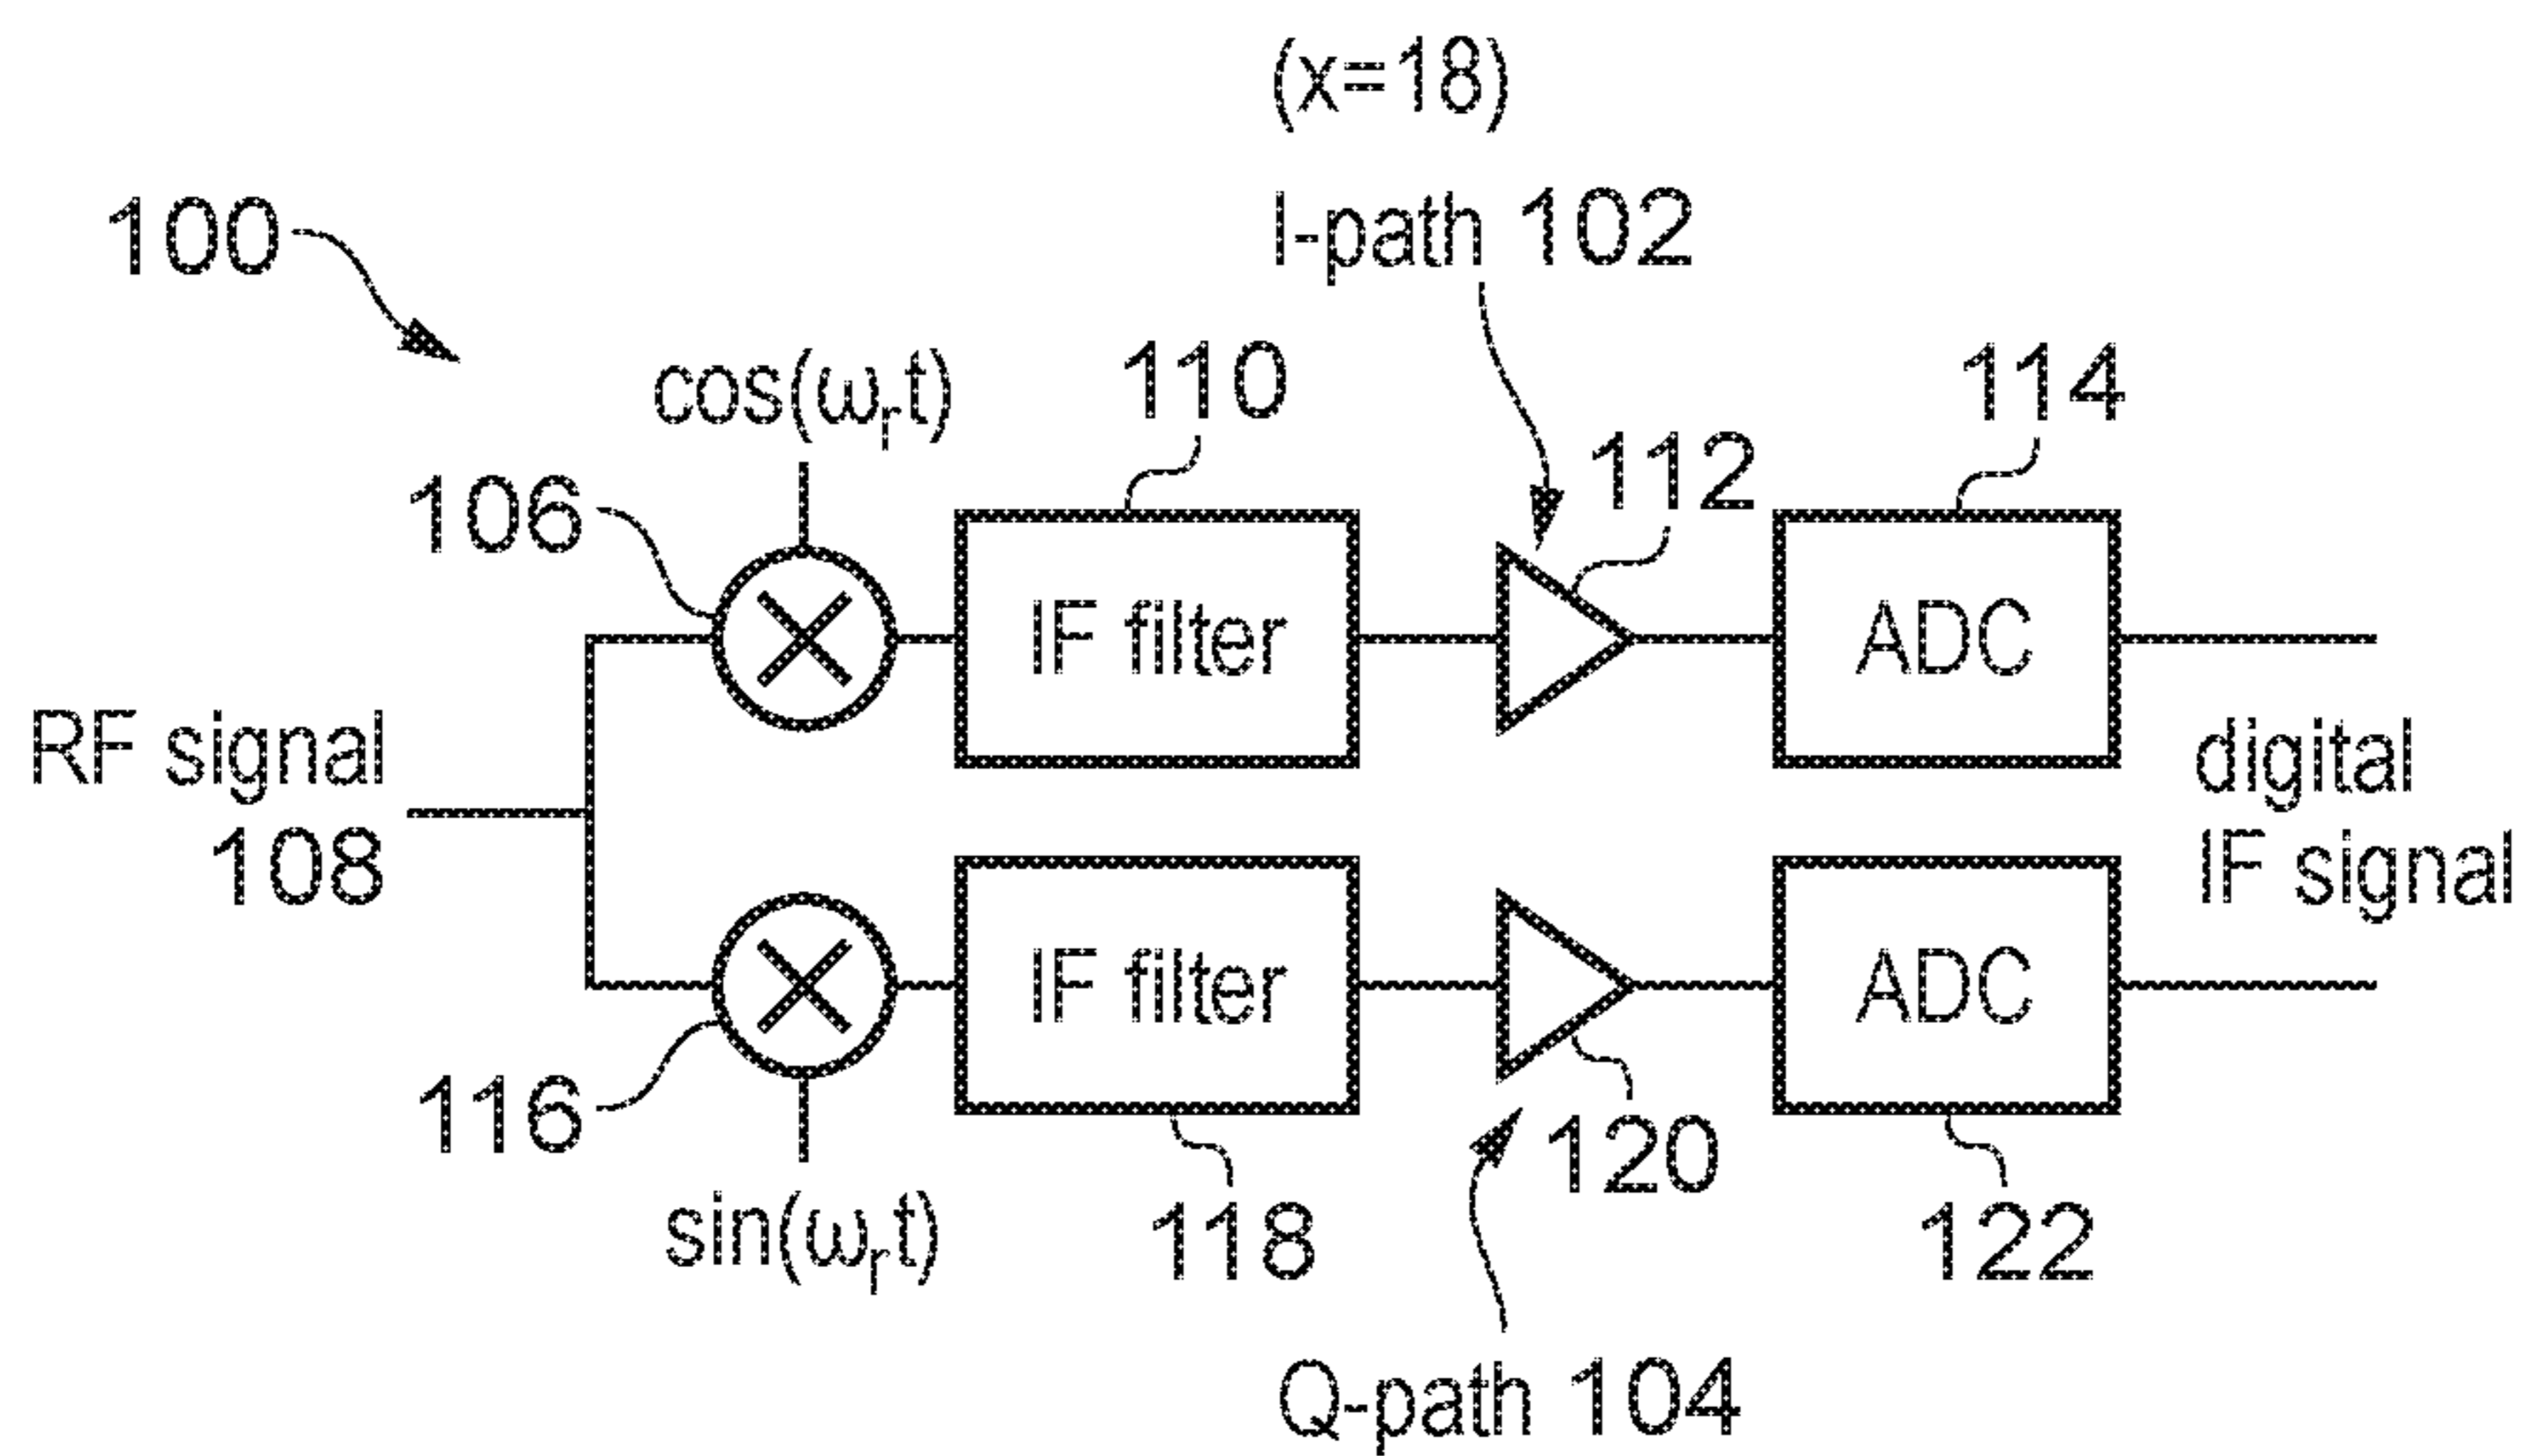 (x=18)
I-path 102
100
cos(ωrt)
110
114
106
112
IF filter
ADC
RF signal
108
digital
IF signal
IF filter
ADC
116
120
sin(ωrt)
118
122
Q-path 104